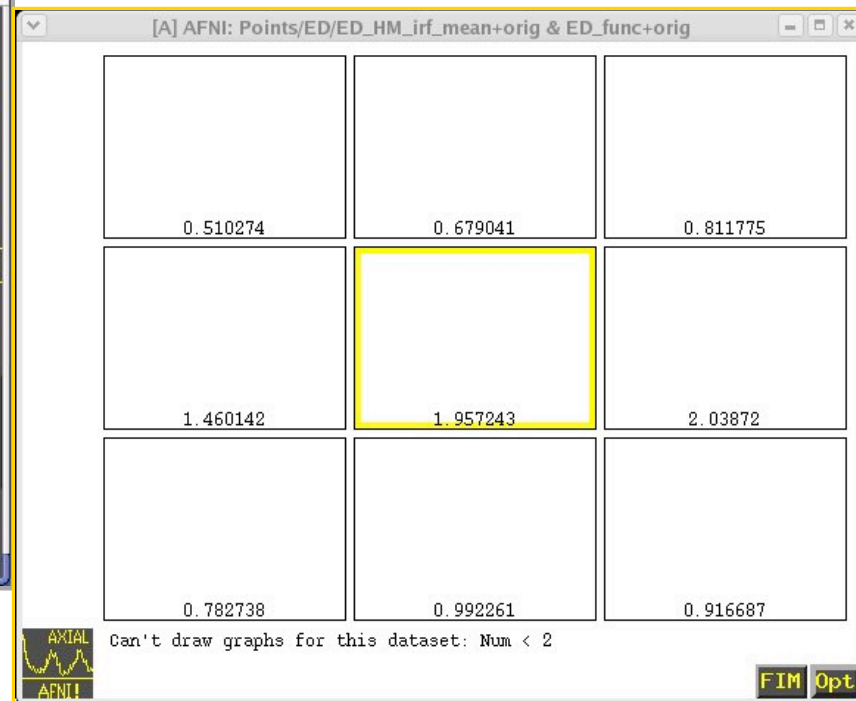 [A] AFNI: Points/ED/ED_HM_irf_mean+orig & ED_func+orig
0.510274 0.679041 0.811775
1.460142 1.957243 2.03872
0.782738 0.992261 0.916687
AXIAL
Can't draw graphs for this dataset: Num < 2
AFNI!
FIM Opt